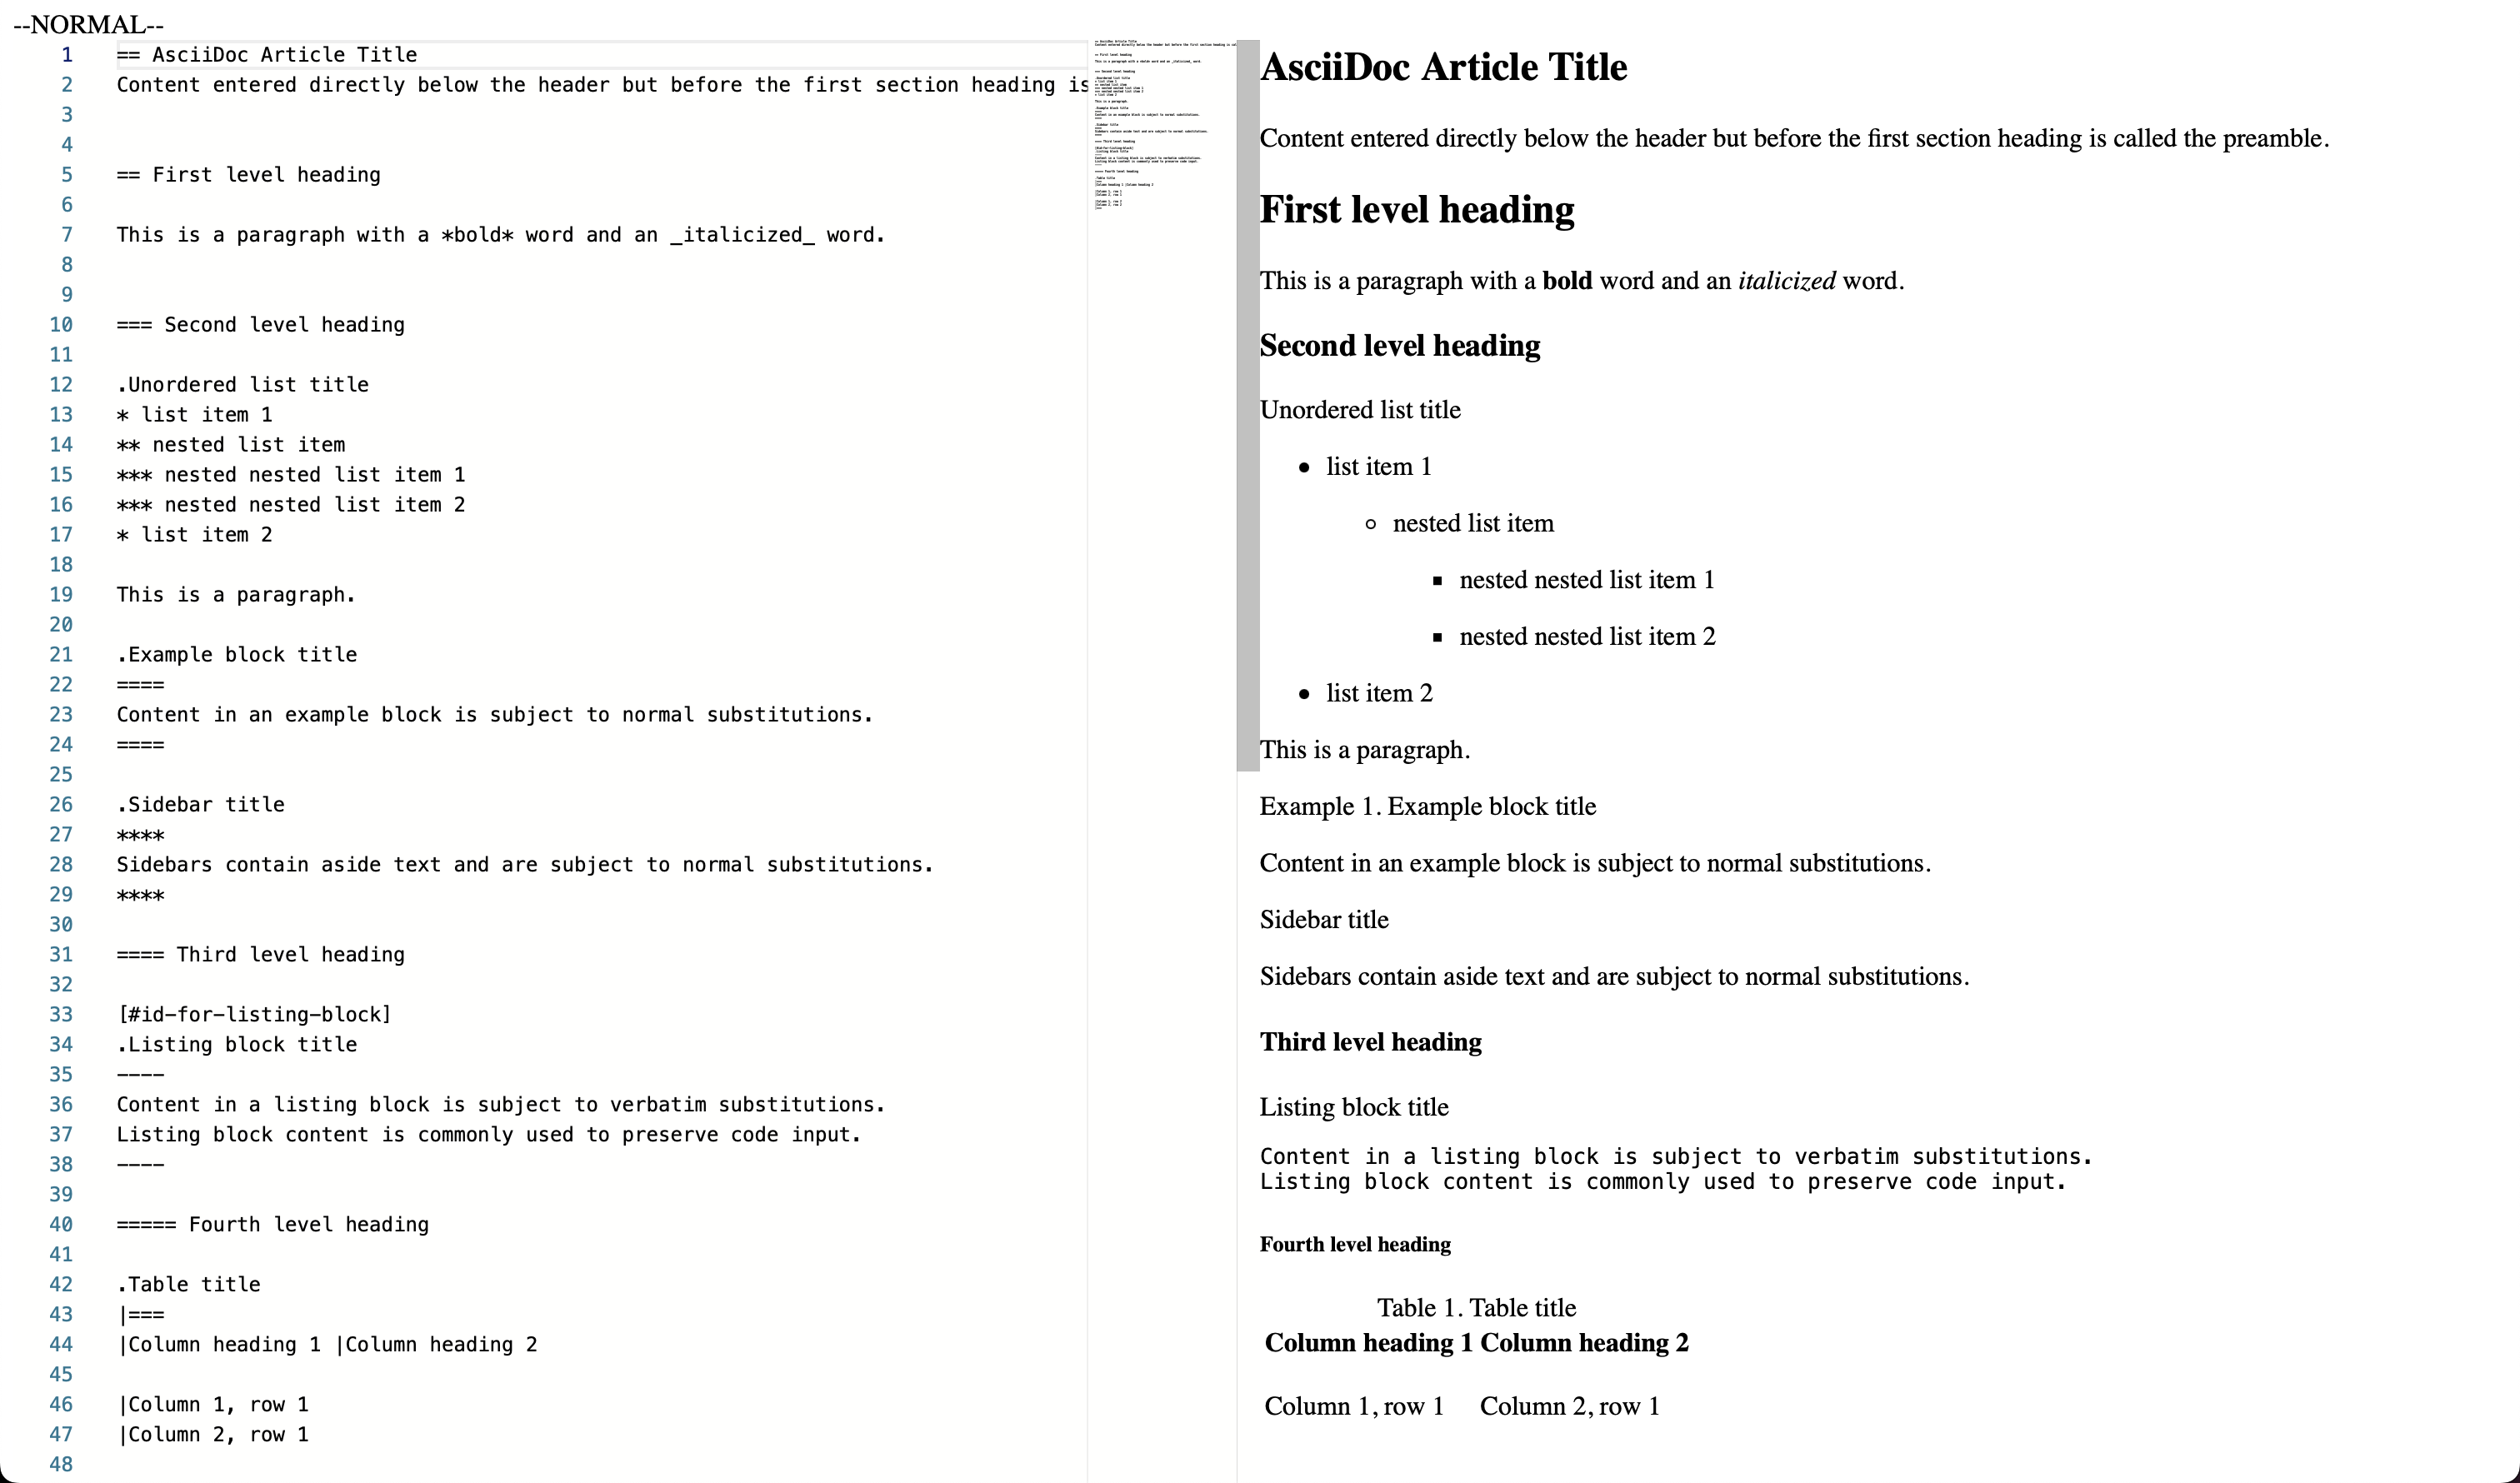 --NORMAL--
1 == AsciiDoc Article Title
2 Content entered directly below the header but before the first section heading is
3
4
5 == First level heading
6
7 This is a paragraph with a *bold* word and an _italicized_ word.
8
9
10 === Second level heading
11
12 .Unordered list title
13 * list item 1
14 ** nested list item
15 *** nested nested list item 1
16 *** nested nested list item 2
17 * list item 2
18
19 This is a paragraph.
20
21 .Example block title
22 ====
23 Content in an example block is subject to normal substitutions.
24 ====
25
26 .Sidebar title
27 ****
28 Sidebars contain aside text and are subject to normal substitutions.
29 ****
30
31 ==== Third level heading
32
33 [#id-for-listing-block]
34 .Listing block title
35 ----
36 Content in a listing block is subject to verbatim substitutions.
37 Listing block content is commonly used to preserve code input.
38 ----
39
40 ===== Fourth level heading
41
42 .Table title
43 |===
44 |Column heading 1 |Column heading 2
45
46 |Column 1, row 1
47 |Column 2, row 1
48
AsciiDoc Article Title
Content entered directly below the header but before the first section heading is called the preamble.
First level heading
This is a paragraph with a bold word and an italicized word.
Second level heading
Unordered list title
• list item 1
◦ nested list item
▪ nested nested list item 1
▪ nested nested list item 2
• list item 2
This is a paragraph.
Example 1. Example block title
Content in an example block is subject to normal substitutions.
Sidebar title
Sidebars contain aside text and are subject to normal substitutions.
Third level heading
Listing block title
Content in a listing block is subject to verbatim substitutions.
Listing block content is commonly used to preserve code input.
Fourth level heading
Table 1. Table title
Column heading 1 Column heading 2
Column 1, row 1 Column 2, row 1